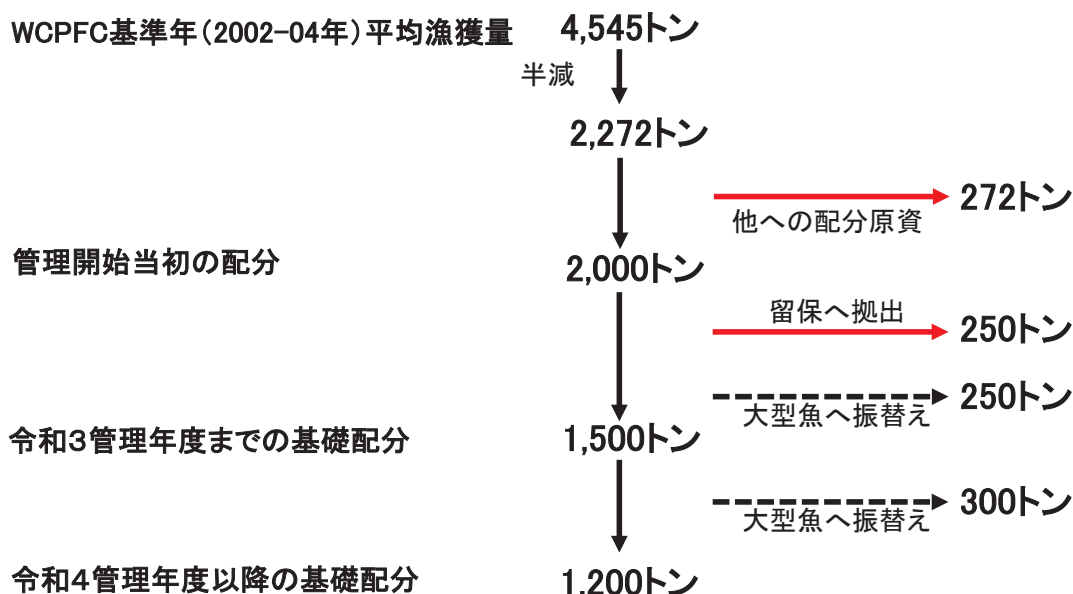 WCPFC基準年(2002-04年)平均漁獲量 4,545トン
半減
2,272トン
272トン
他への配分原資
管理開始当初の配分 2,000トン
留保へ拠出
250トン
250トン
大型魚へ振替え
令和3管理年度までの基礎配分 1,500トン
300トン
大型魚へ振替え
令和4管理年度以降の基礎配分 1,200トン